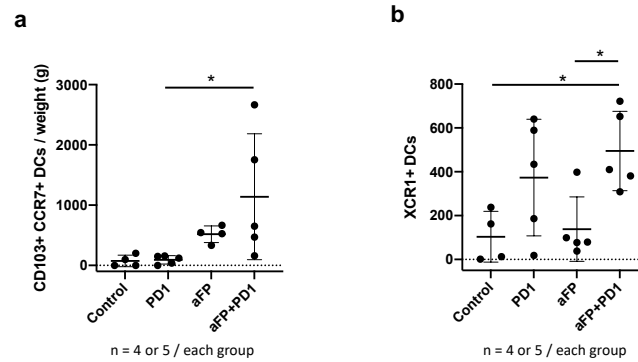 a
CD103+ CCR7+ DCs / weight (g)
3000
2000
1000
0
*
Control
PD1
aFP
aFP+PD1
n = 4 or 5 / each group
b
XCR1+ DCs
800
600
400
200
0
*
*
Control
PD1
aFP
aFP+PD1
n = 4 or 5 / each group